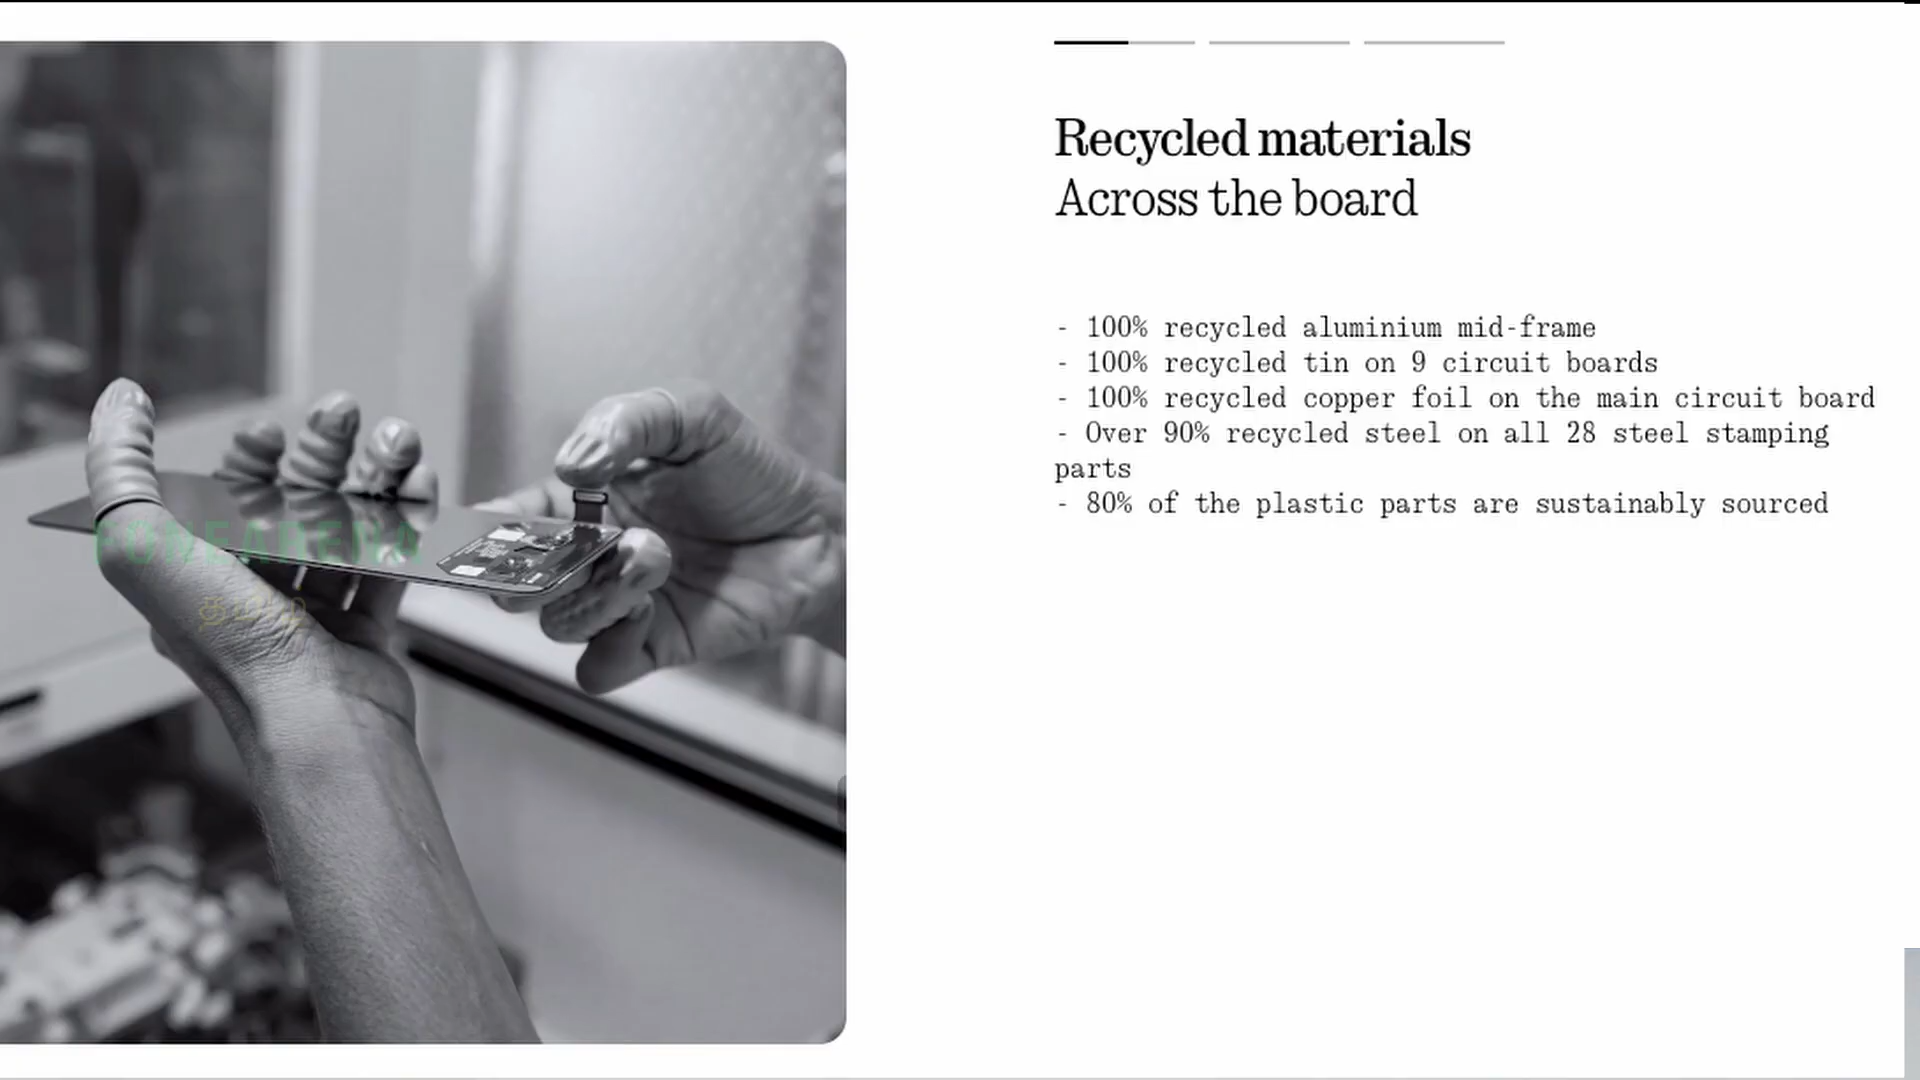 Recycled materials
Across the board
- 100% recycled aluminium mid-frame
- 100% recycled tin on 9 circuit boards
- 100% recycled copper foil on the main circuit board
- Over 90% recycled steel on all 28 steel stamping
parts
- 80% of the plastic parts are sustainably sourced
FONEARENA
தமிழ்